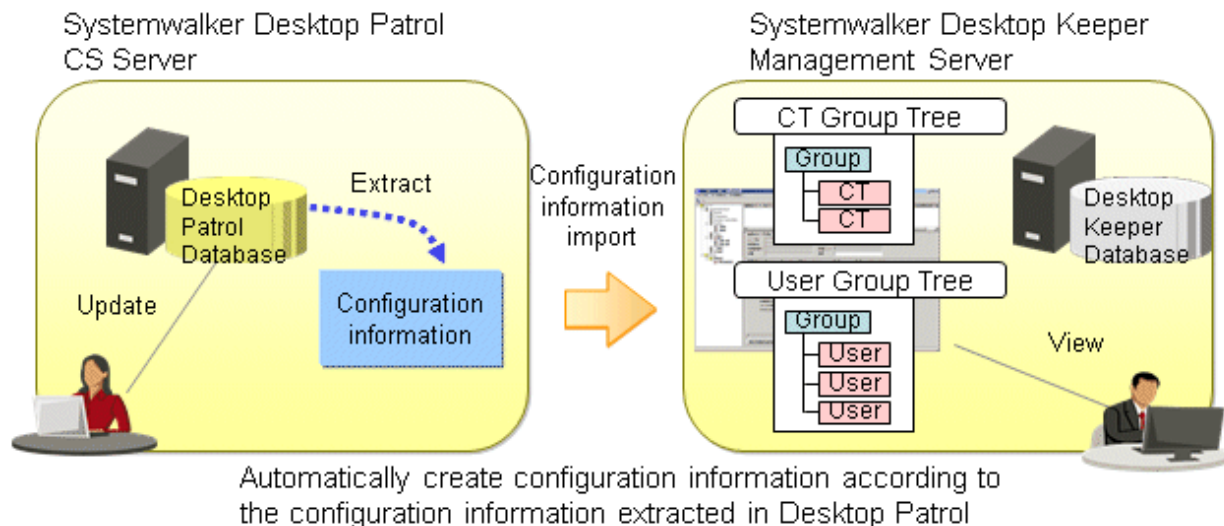 Systemwalker Desktop Patrol
CS Server
Desktop
Patrol
Database
Extract
Update
Configuration
information
Configuration
information
import
Systemwalker Desktop Keeper
Management Server
CT Group Tree
Group
CT
CT
User Group Tree
Group
User
User
User
Desktop
Keeper
Database
View
Automatically create configuration information according to
the configuration information extracted in Desktop Patrol